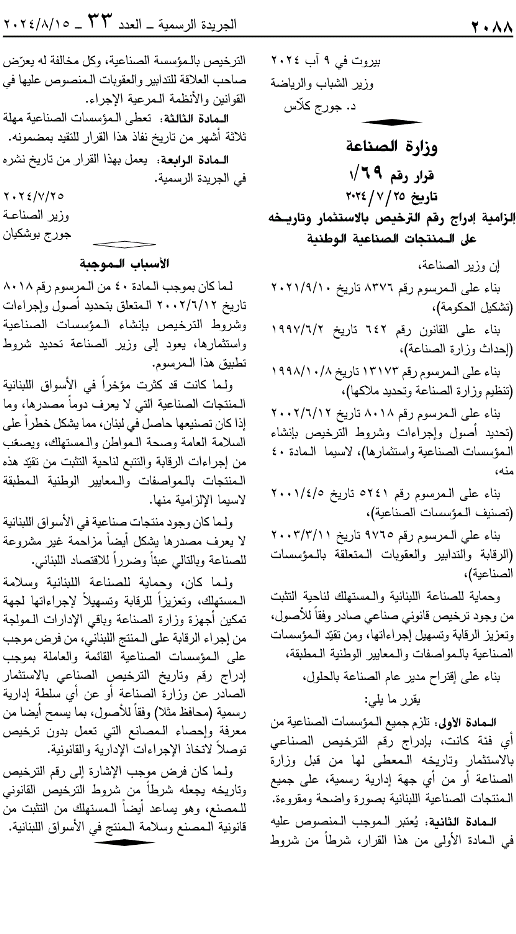 ٢٠٨٨
الجريدة الرسمية ــ العدد ٣٣ ــ ٢٠٢٤/٨/١٥
بيروت في ٩ آب ٢٠٢٤
وزير الشباب والرياضة
د. جورج كلّاس
وزارة الصناعة
قرار رقم ١/٦٩
تاريخ ٢٠٢٤/٧/٢٥
إلزامية إدراج رقم الترخيص بالاستثمار وتاريخه
على المنتجات الصناعية الوطنية
إن وزير الصناعة،
بناء على المرسوم رقم ٨٣٧٦ تاريخ ٢٠٢١/٩/١٠
(تشكيل الحكومة)،
بناء على القانون رقم ٦٤٢ تاريخ ١٩٩٧/٦/٢
(إحداث وزارة الصناعة)،
بناء على المرسوم رقم ١٣١٧٣ تاريخ ١٩٩٨/١٠/٨
(تنظيم وزارة الصناعة وتحديد ملاكها)،
بناء على المرسوم رقم ٨٠١٨ تاريخ ٢٠٠٢/٦/١٢
(تحديد أصول وإجراءات وشروط الترخيص بإنشاء
المؤسسات الصناعية واستثمارها)، لاسيما المادة ٤٠
منه،
بناء على المرسوم رقم ٥٢٤١ تاريخ ٢٠٠١/٤/٥
(تصنيف المؤسسات الصناعية)،
بناء على المرسوم رقم ٩٧٦٥ تاريخ ٢٠٠٣/٣/١١
(الرقابة والتدابير والعقوبات المتعلقة بالمؤسسات
الصناعية)،
وحماية للصناعة اللبنانية والمستهلك لناحية التثبت
من وجود ترخيص قانوني صناعي صادر وفقاً للأصول،
وتعزيز الرقابة وتسهيل إجراءاتها، ومن تقيّد المؤسسات
الصناعية بالمواصفات والمعايير الوطنية المطبقة،
بناء على إقتراح مدير عام الصناعة بالحلول،
يقرر ما يلي:
المادة الأولى: تلزم جميع المؤسسات الصناعية من
أي فئة كانت، بإدراج رقم الترخيص الصناعي
بالاستثمار وتاريخه المعطى لها من قبل وزارة
الصناعة أو من أي جهة إدارية رسمية، على جميع
المنتجات الصناعية اللبنانية بصورة واضحة ومقروءة.
المادة الثانية: يُعتبر الموجب المنصوص عليه
في المادة الأولى من هذا القرار، شرطاً من شروط
الترخيص بالمؤسسة الصناعية، وكل مخالفة له يعرّض
صاحب العلاقة للتدابير والعقوبات المنصوص عليها في
القوانين والأنظمة المرعية الإجراء.
المادة الثالثة: تعطى المؤسسات الصناعية مهلة
ثلاثة أشهر من تاريخ نفاذ هذا القرار للتقيد بمضمونه.
المادة الرابعة: يعمل بهذا القرار من تاريخ نشره
في الجريدة الرسمية.
٢٠٢٤/٧/٢٥
وزير الصناعة
جورج بوشكيان
الأسباب الموجبة
لما كان بموجب المادة ٤٠ من المرسوم رقم ٨٠١٨
تاريخ ٢٠٠٢/٦/١٢ المتعلق بتحديد أصول وإجراءات
وشروط الترخيص بإنشاء المؤسسات الصناعية
واستثمارها، يعود إلى وزير الصناعة تحديد شروط
تطبيق هذا المرسوم.
ولما كانت قد كثرت مؤخراً في الأسواق اللبنانية
المنتجات الصناعية التي لا يعرف دوماً مصدرها، وما
إذا كان تصنيعها حاصل في لبنان، مما يشكل خطراً على
السلامة العامة وصحة المواطن والمستهلك، ويصعّب
من إجراءات الرقابة والتتبع لناحية التثبت من تقيّد هذه
المنتجات بالمواصفات والمعايير الوطنية المطبقة
لاسيما الإلزامية منها.
ولما كان وجود منتجات صناعية في الأسواق اللبنانية
لا يعرف مصدرها يشكل أيضاً مزاحمة غير مشروعة
للصناعة وبالتالي عبئاً وضرراً للاقتصاد اللبناني.
ولما كان، وحماية للصناعة اللبنانية وسلامة
المستهلك، وتعزيزاً للرقابة وتسهيلاً لإجراءاتها لجهة
تمكين أجهزة وزارة الصناعة وباقي الإدارات المولجة
من إجراء الرقابة على المنتج اللبناني، من فرض موجب
على المؤسسات الصناعية القائمة والعاملة بموجب
إدراج رقم وتاريخ الترخيص الصناعي بالاستثمار
الصادر عن وزارة الصناعة أو عن أي سلطة إدارية
رسمية (محافظ مثلا) وفقاً للأصول، بما يسمح أيضا من
معرفة وإحصاء المصانع التي تعمل بدون ترخيص
توصلاً لاتخاذ الإجراءات الإدارية والقانونية.
ولما كان فرض موجب الإشارة إلى رقم الترخيص
وتاريخه يجعله شرطاً من شروط الترخيص القانوني
للمصنع، وهو يساعد أيضاً المستهلك من التثبت من
قانونية المصنع وسلامة المنتج في الأسواق اللبنانية.